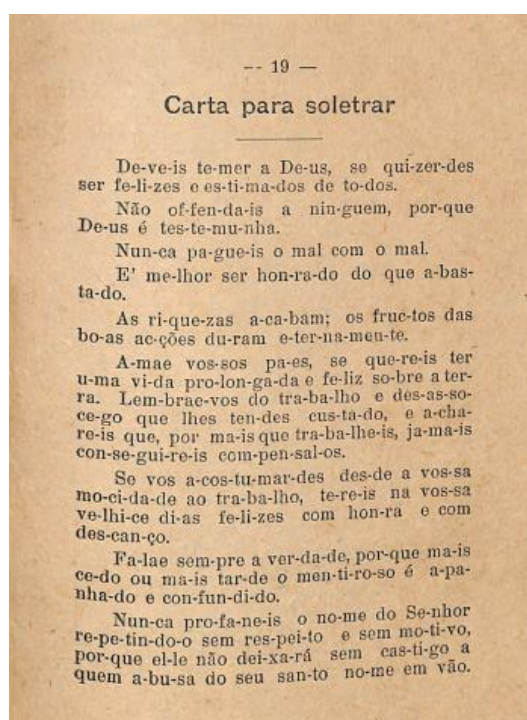 -- 19 —
Carta para soletrar
De-ve-is te-mer a De-us, se qui-zer-des
ser fe-li-zes e es-ti-ma-dos de to-dos.
Não of-fen-da-is a nin-guem, por-que
De-us é tes-te-mu-nha.
Nun-ca pa-gue-is o mal com o mal.
E' me-lhor ser hon-ra-do do que a-bas-
ta-do.
As ri-que-zas a-ca-bam; os fruc-tos das
bo-as ac-ções du-ram e-ter-na-men-te.
A-mae vos-sos pa-es, se que-re-is ter
u-ma vi-da pro-lon-ga-da e fe-liz so-bre a ter-
ra. Lem-brae-vos do tra-ba-lho e des-as-so-
ce-go que lhes ten-des cus-ta-do, e a-cha-
re-is que, por ma-is que tra-ba-lhe-is, ja-ma-is
con-se-gui-re-is com-pen-sal-os.
Se vos a-cos-tu-mar-des des-de a vos-sa
mo-ci-da-de ao tra-ba-lho, te-re-is na vos-sa
ve-lhi-ce di-as fe-li-zes com hon-ra e com
des-can-ço.
Fa-lae sem-pre a ver-da-de, por-que ma-is
ce-do ou ma-is tar-de o men-ti-ro-so é a-pa-
nha-do e con-fun-di-do.
Nun-ca pro-fa-ne-is o no-me do Se-nhor
re-pe-tin-do-o sem res-pei-to e sem mo-ti-vo,
por-que el-le não dei-xa-rá sem cas-ti-go a
quem a-bu-sa do seu san-to no-me em vão.